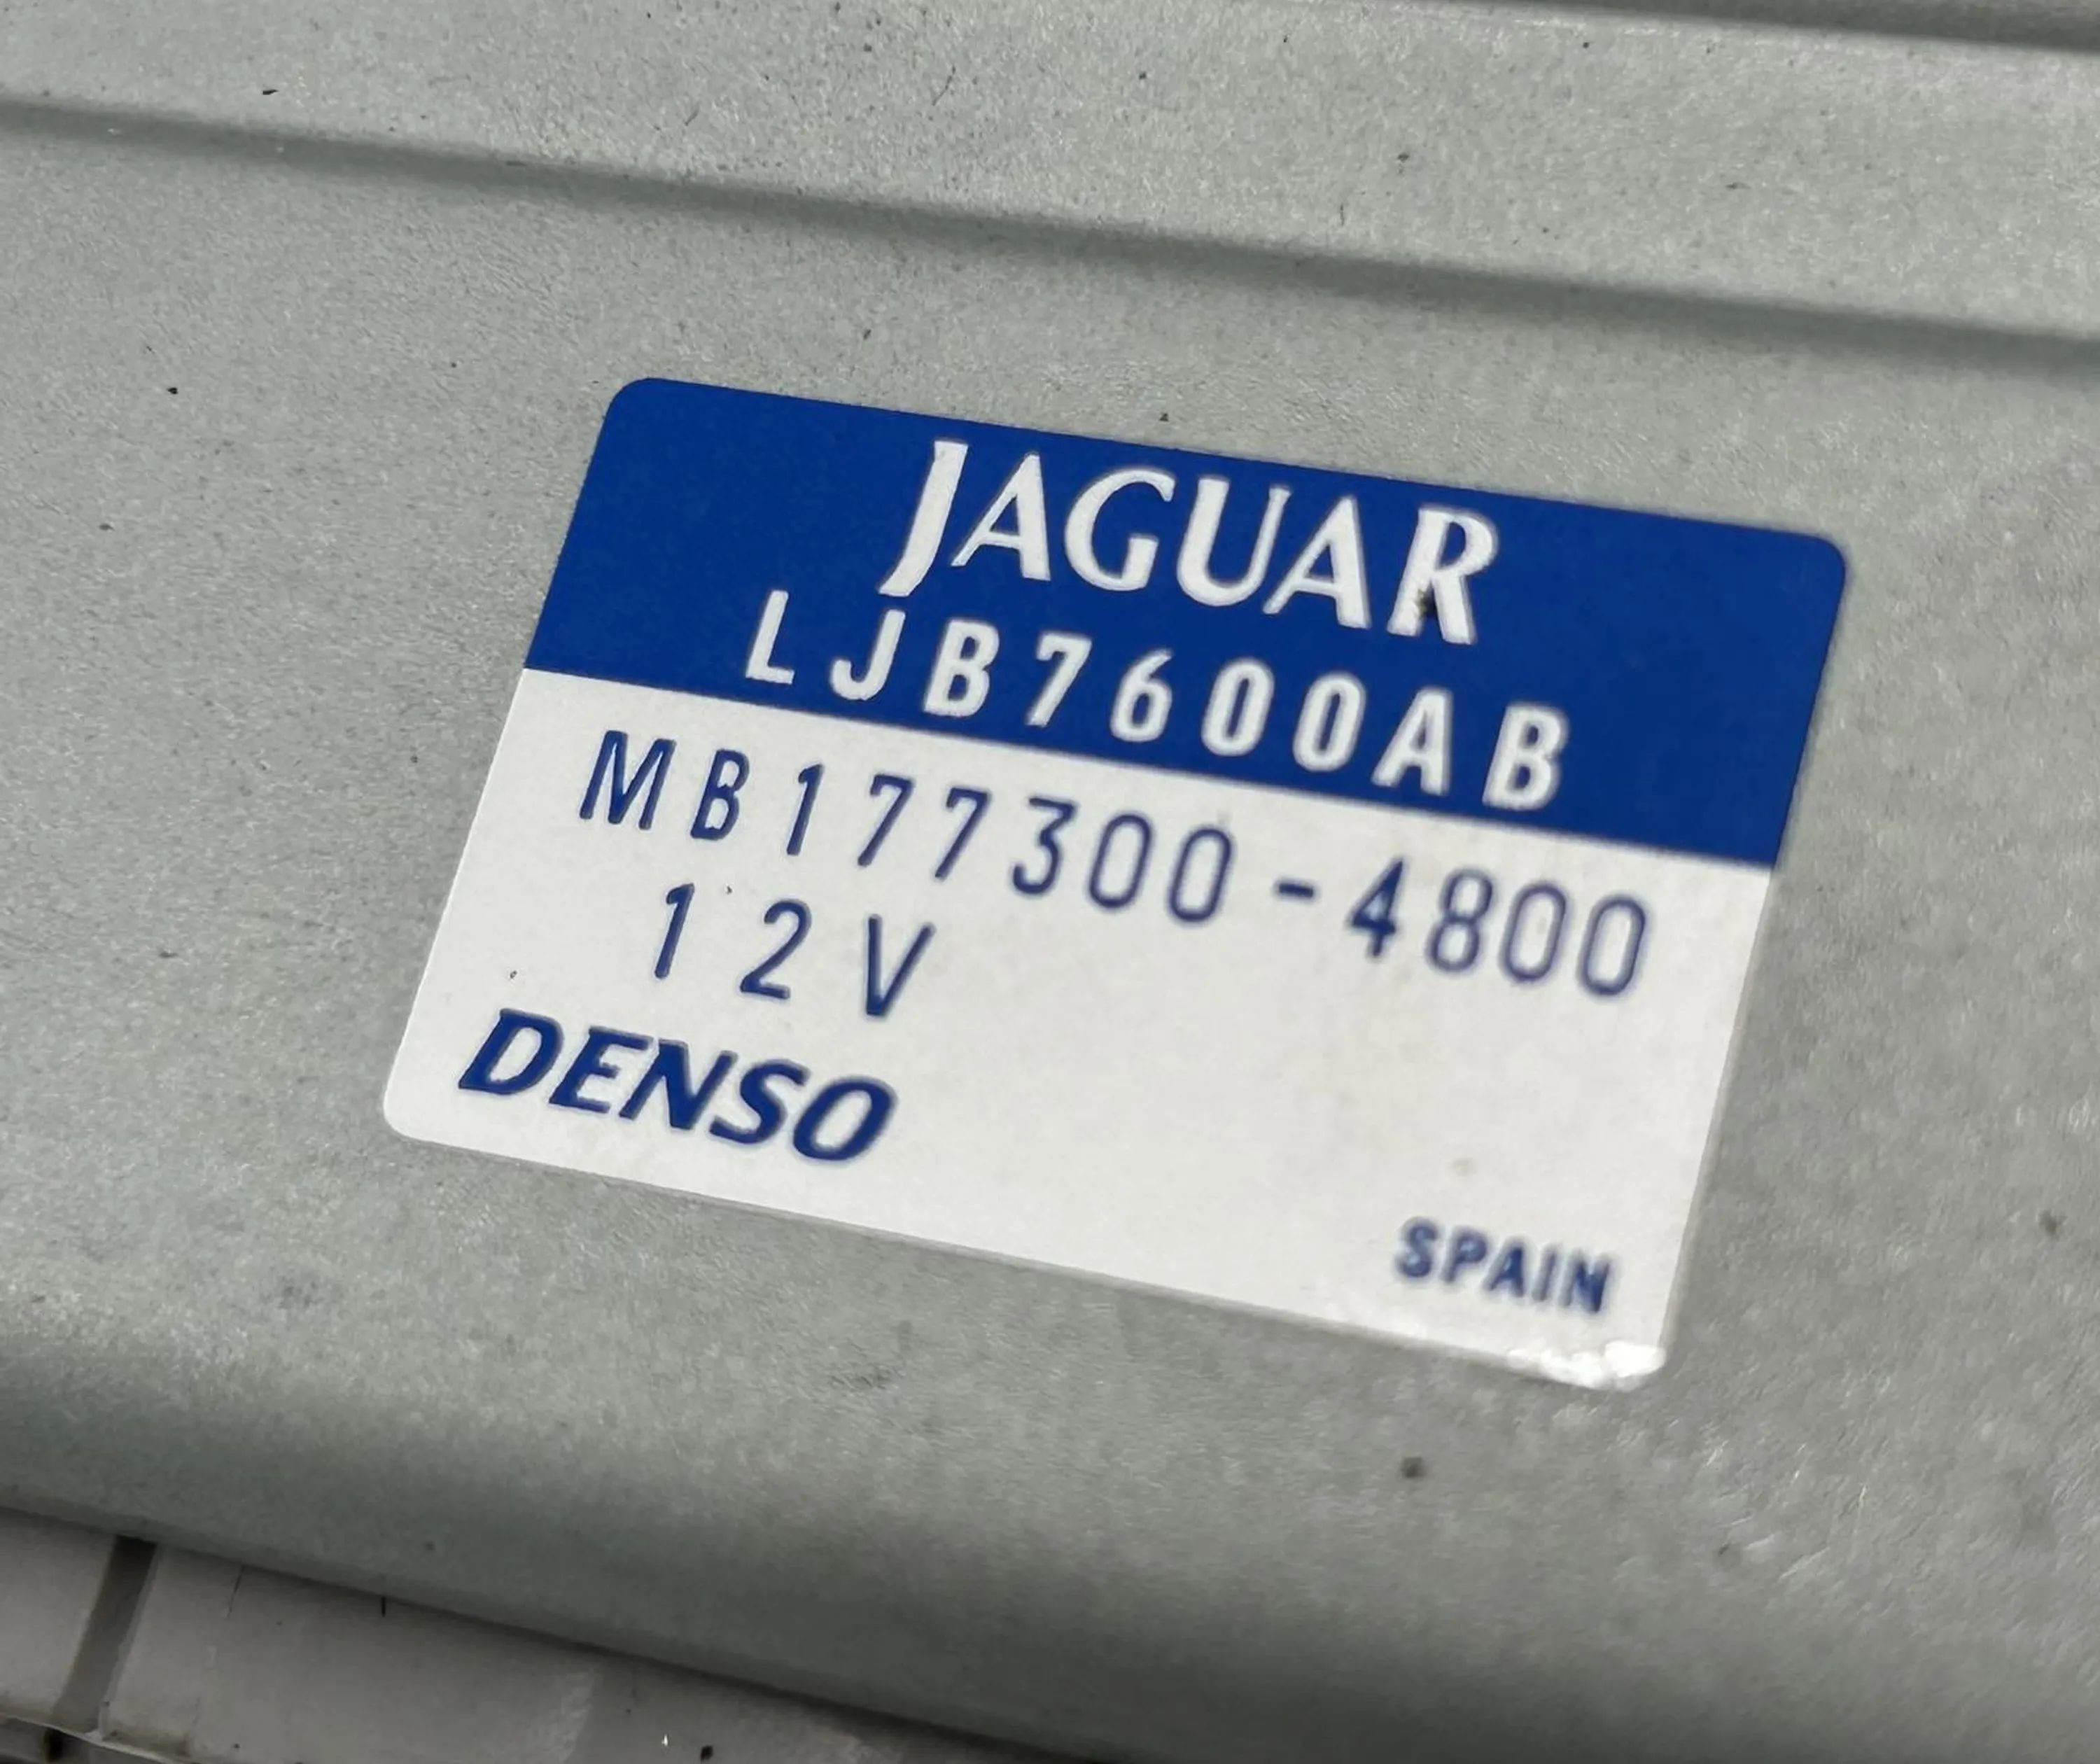 JAGUAR
LJB7600AB
MB177300-4800
12V
DENSO
SPAIN